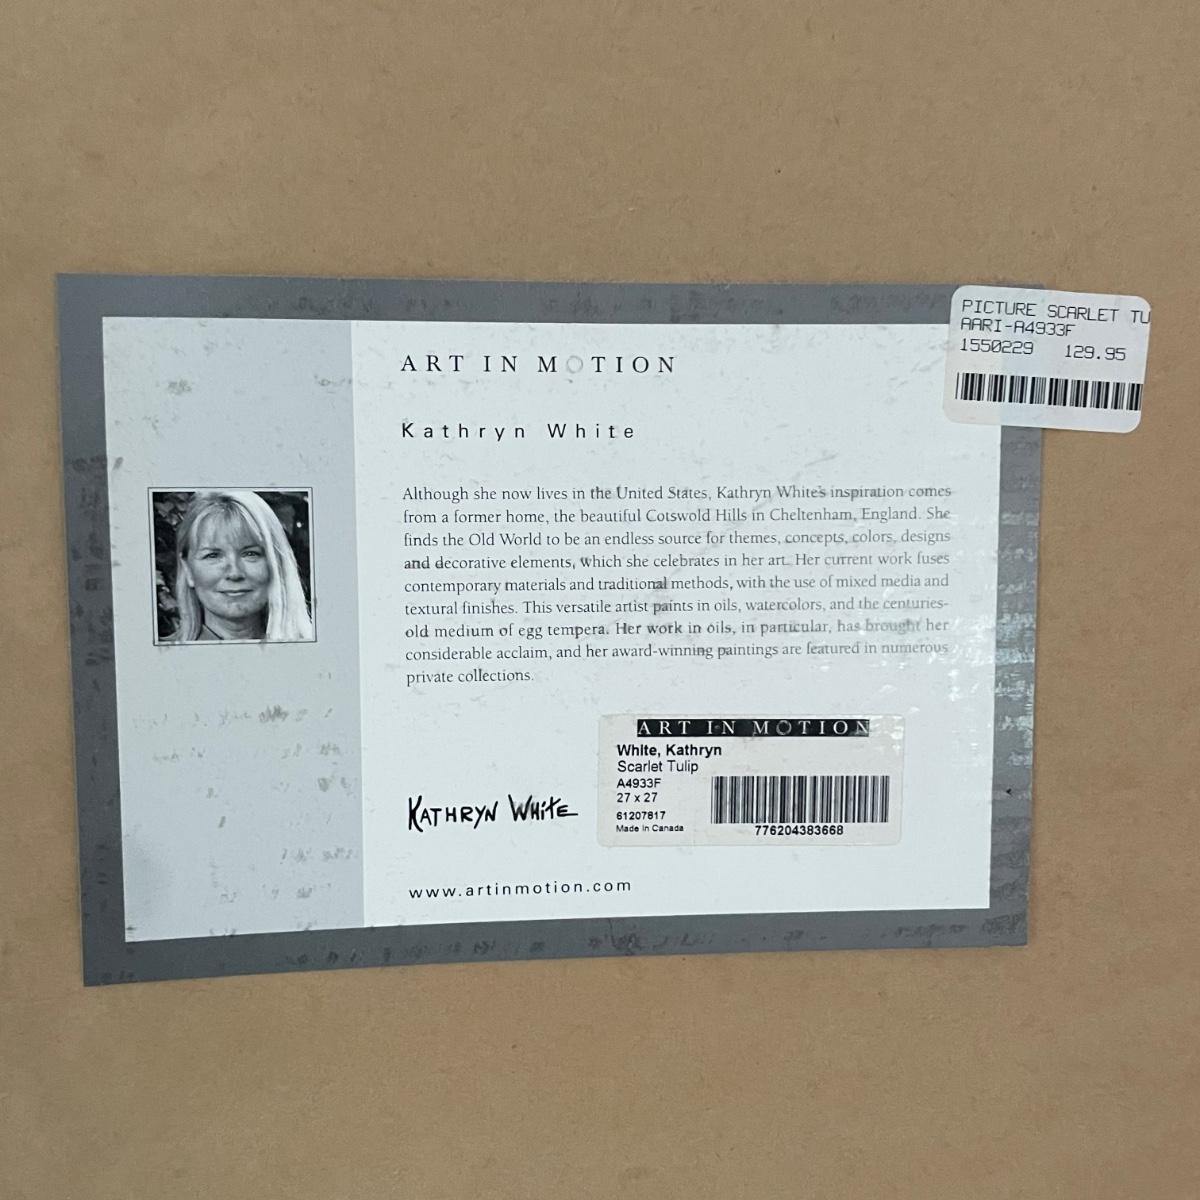 PICTURE SCARLET TU
AARI-A4933F
1550229 129.95
ART IN MOTION
Kathryn White
Although she now lives in the United States, Kathryn White's inspiration comes
from a former home, the beautiful Cotswold Hills in Cheltenham, England. She
finds the Old World to be an endless source for themes, concepts, colors, designs
and decorative elements, which she celebrates in her art. Her current work fuses
contemporary materials and traditional methods, with the use of mixed media and
textural finishes. This versatile artist paints in oils, watercolors, and the centuries-
old medium of egg tempera. Her work in oils, in particular, has brought her
considerable acclaim, and her award-winning paintings are featured in numerous
private collections.
ART IN MOTION
White, Kathryn
Scarlet Tulip
A4933F
27 x 27
61207817
Made in Canada
776204383668
KATHRYN WHiTE
www.artinmotion.com